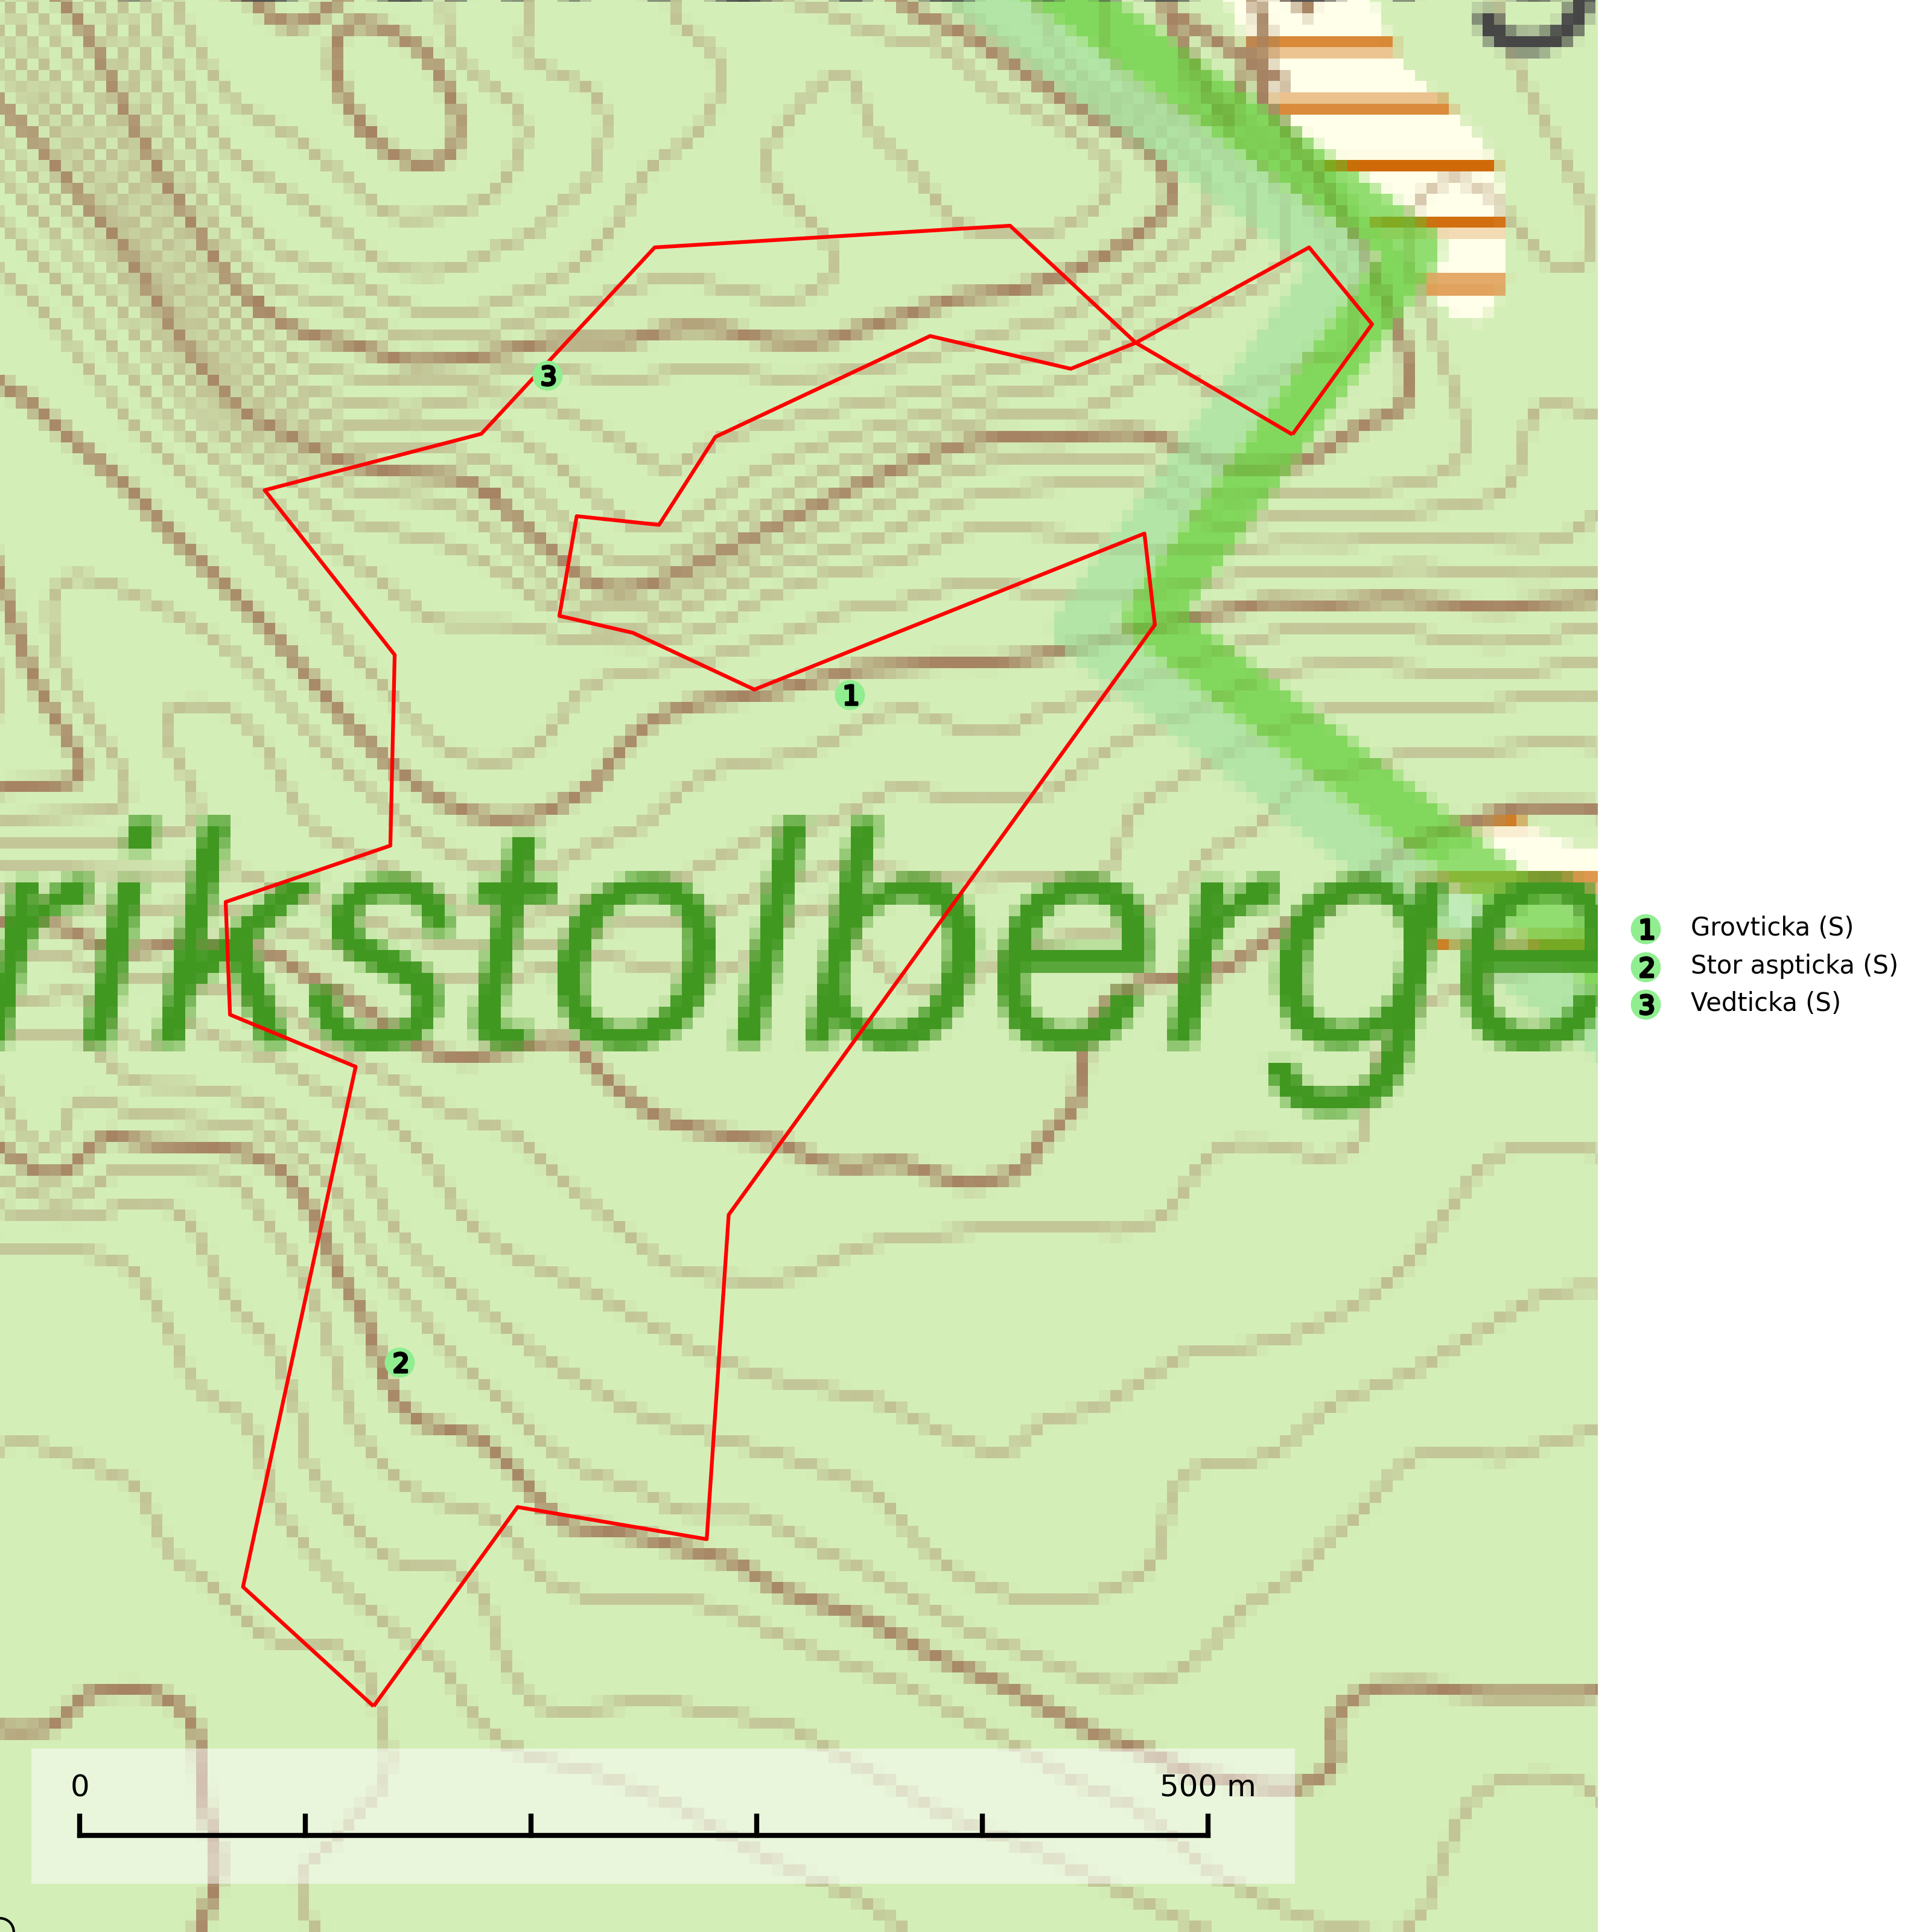 3
1
rikstolberge
2
0 500 m
1 Grovticka (S)
2 Stor aspticka (S)
3 Vedticka (S)